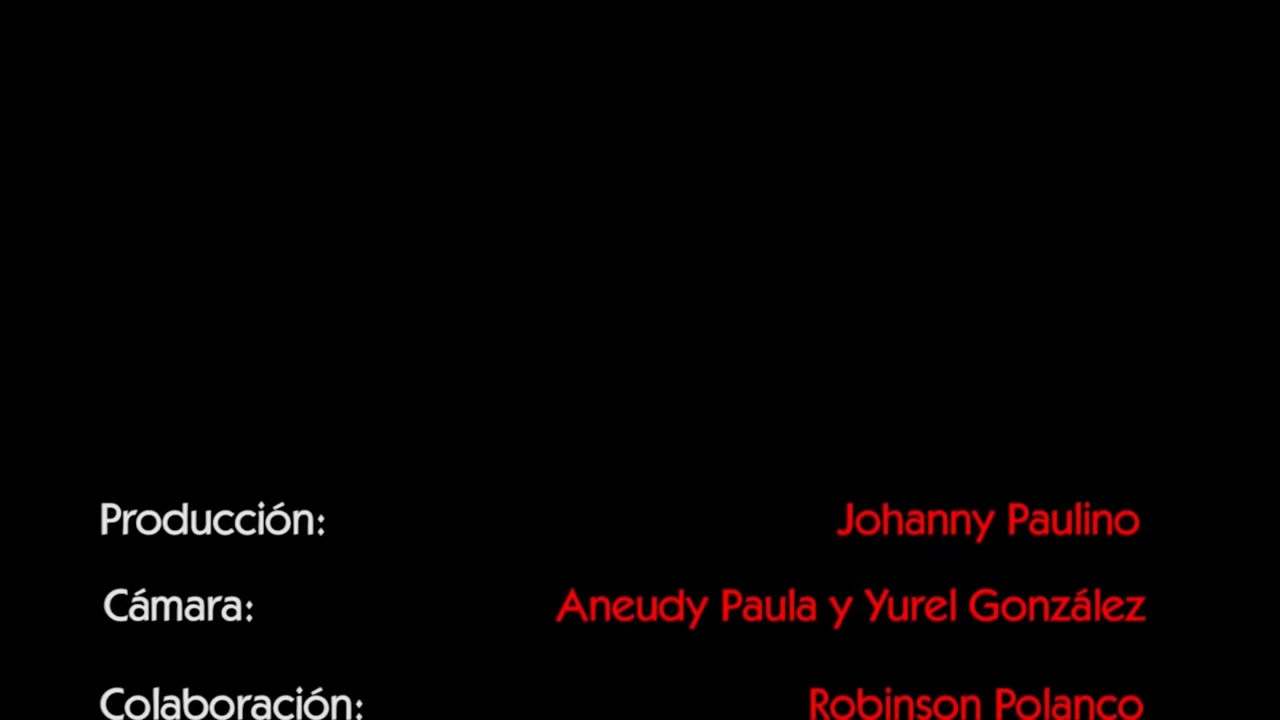 Producción: Johanny Paulino
Cámara: Aneudy Paula y Yurel González
Colaboración: Robinson Polanco